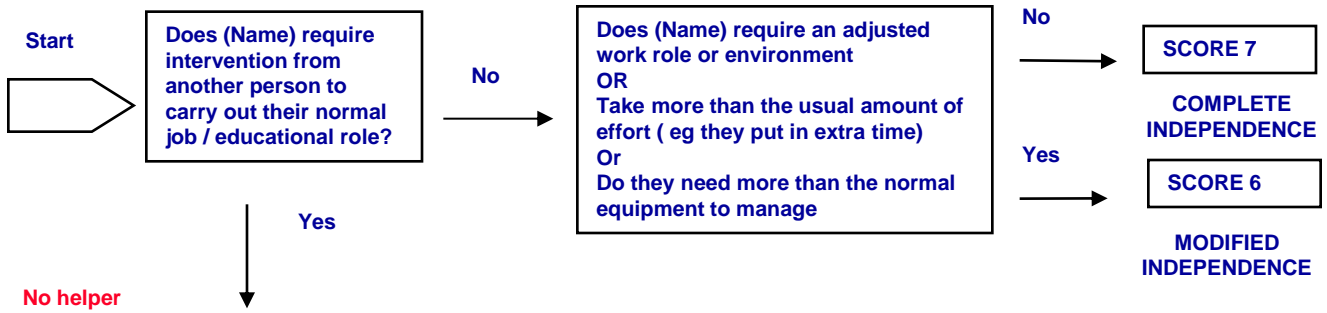 Start
Does (Name) require
intervention from
another person to
carry out their normal
job / educational role?
No
Does (Name) require an adjusted
work role or environment
OR
Take more than the usual amount of
effort ( eg they put in extra time)
Or
Do they need more than the normal
equipment to manage
No
SCORE 7
COMPLETE
INDEPENDENCE
Yes
SCORE 6
MODIFIED
INDEPENDENCE
Yes
No helper